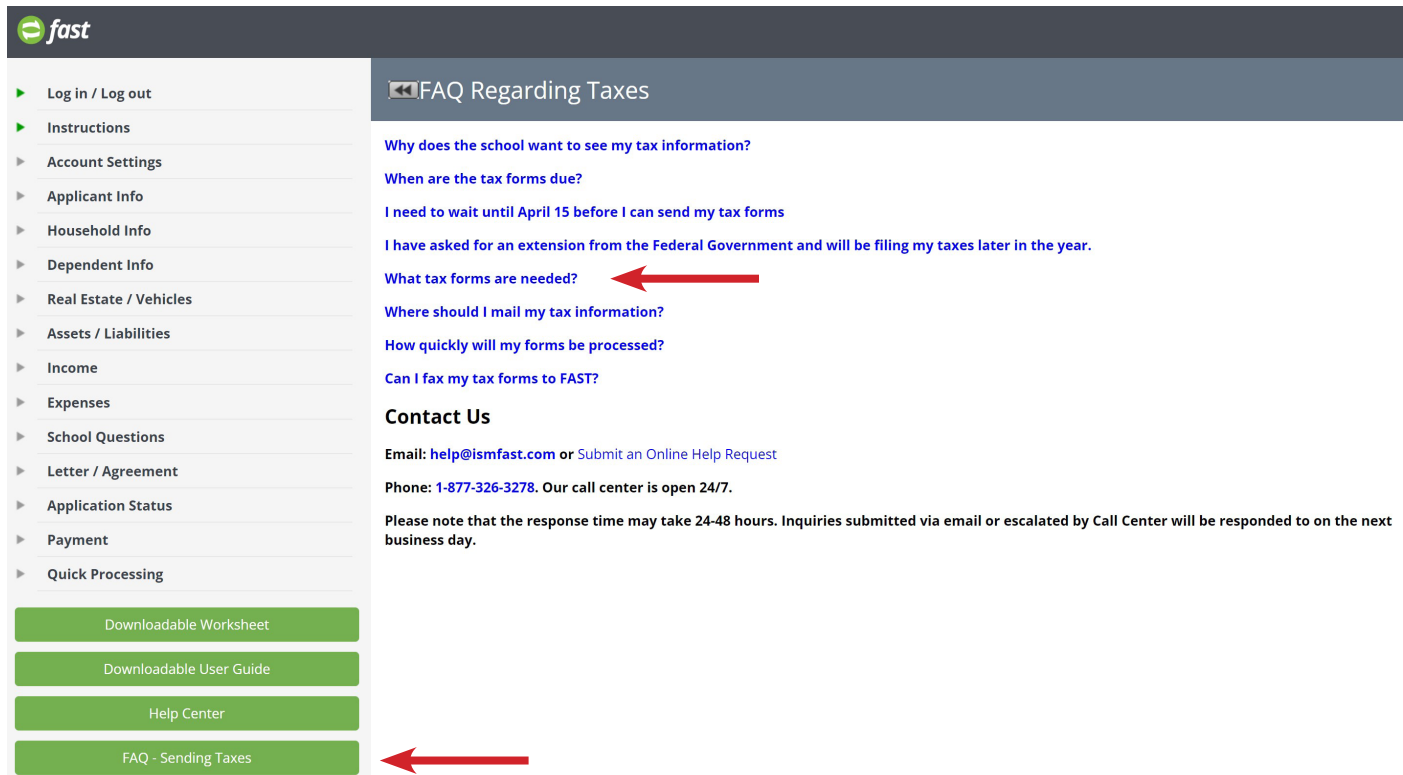 fast
Log in / Log out
Instructions
Account Settings
Applicant Info
Household Info
Dependent Info
Real Estate / Vehicles
Assets / Liabilities
Income
Expenses
School Questions
Letter / Agreement
Application Status
Payment
Quick Processing
Downloadable Worksheet
Downloadable User Guide
Help Center
FAQ - Sending Taxes
FAQ Regarding Taxes
Why does the school want to see my tax information?
When are the tax forms due?
I need to wait until April 15 before I can send my tax forms
I have asked for an extension from the Federal Government and will be filing my taxes later in the year.
What tax forms are needed?
Where should I mail my tax information?
How quickly will my forms be processed?
Can I fax my tax forms to FAST?
Contact Us
Email: help@ismfast.com or Submit an Online Help Request
Phone: 1-877-326-3278. Our call center is open 24/7.
Please note that the response time may take 24-48 hours. Inquiries submitted via email or escalated by Call Center will be responded to on the next
business day.